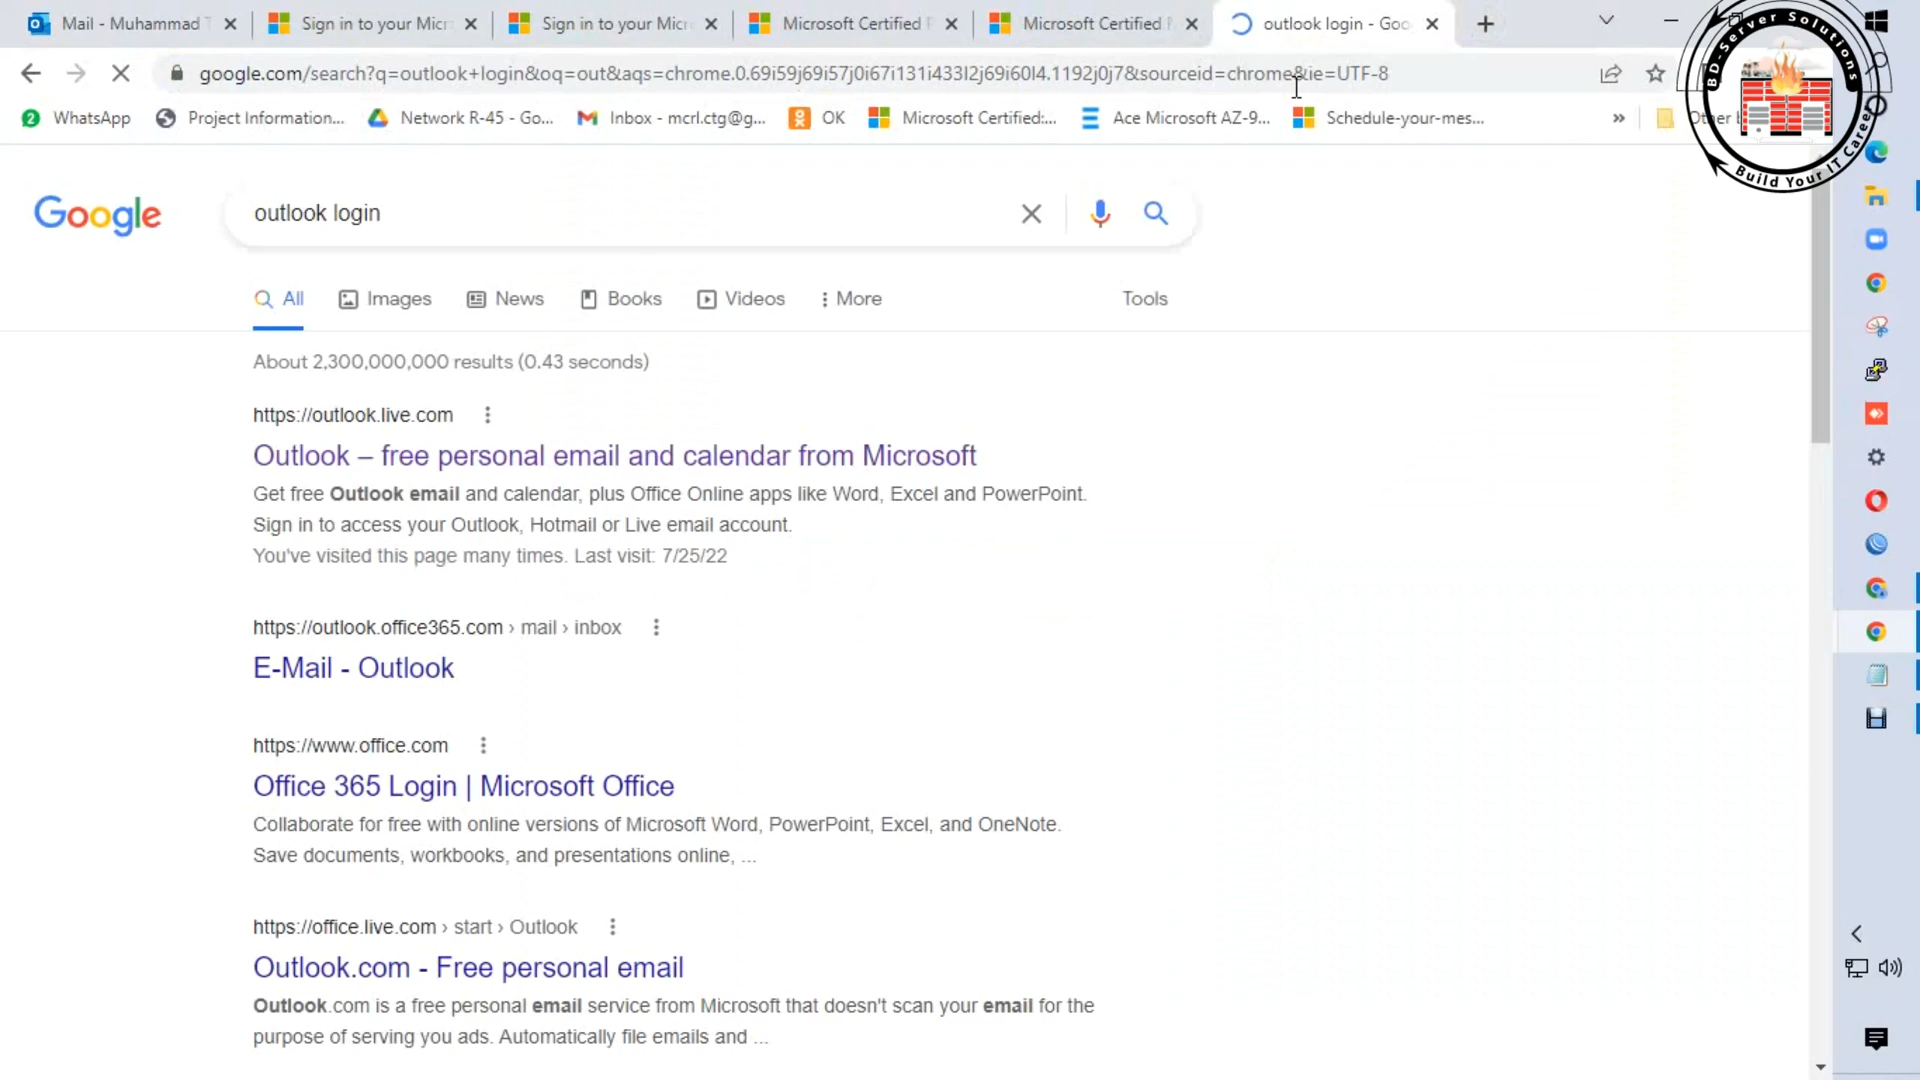 Mail - Muhammad T
Sign in to your Micr
Sign in to your Micr
Microsoft Certified
Microsoft Certified
outlook login - Goo
google.com/search?q=outlook+login&oq=out&aqs=chrome.0.69i59j69i57j0i67i131i433l2j69i60l4.1192j0j7&sourceid=chrome&ie=UTF-8
2 WhatsApp
Project Information...
Network R-45 - Go...
Inbox - mcrl.ctg@g...
OK
Microsoft Certified:...
Ace Microsoft AZ-9...
Schedule-your-mes...
»
Other b
BD-Server Solutions
Build Your IT Career
Google
outlook login
All
Images
News
Books
Videos
More
Tools
About 2,300,000,000 results (0.43 seconds)
https://outlook.live.com
Outlook – free personal email and calendar from Microsoft
Get free Outlook email and calendar, plus Office Online apps like Word, Excel and PowerPoint.
Sign in to access your Outlook, Hotmail or Live email account.
You've visited this page many times. Last visit: 7/25/22
https://outlook.office365.com › mail › inbox
E-Mail - Outlook
https://www.office.com
Office 365 Login | Microsoft Office
Collaborate for free with online versions of Microsoft Word, PowerPoint, Excel, and OneNote.
Save documents, workbooks, and presentations online, ...
https://office.live.com › start › Outlook
Outlook.com - Free personal email
Outlook.com is a free personal email service from Microsoft that doesn't scan your email for the
purpose of serving you ads. Automatically file emails and ...